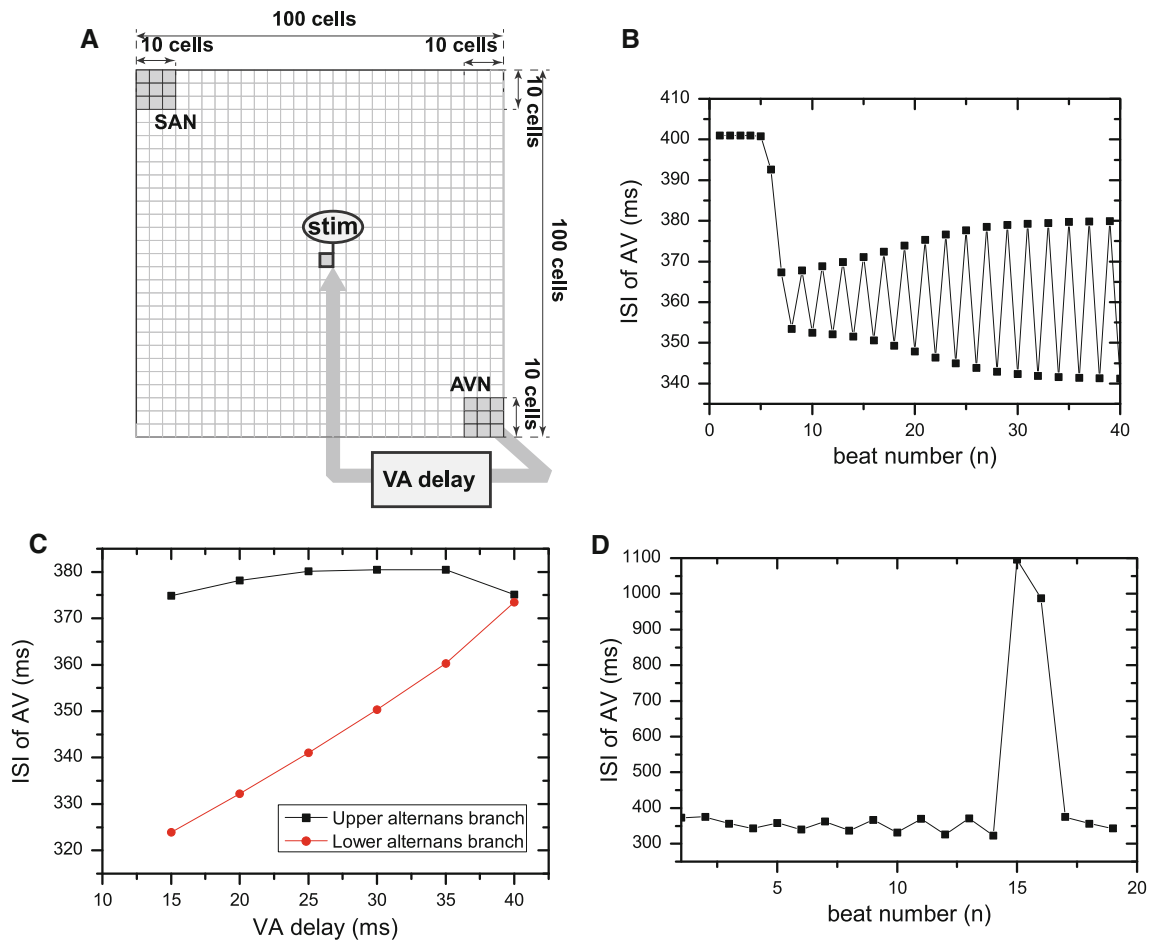 A
100 cells
10 cells
10 cells
10 cells
SAN
stim
100 cells
AVN
10 cells
VA delay
B
410
400
390
380
370
360
350
340
0
10
20
30
40
ISI of AV (ms)
beat number (n)
C
380
370
360
350
340
330
320
10
15
20
25
30
35
40
ISI of AV (ms)
Upper alternans branch
Lower alternans branch
VA delay (ms)
D
1100
1000
900
800
700
600
500
400
300
5
10
15
20
ISI of AV (ms)
beat number (n)